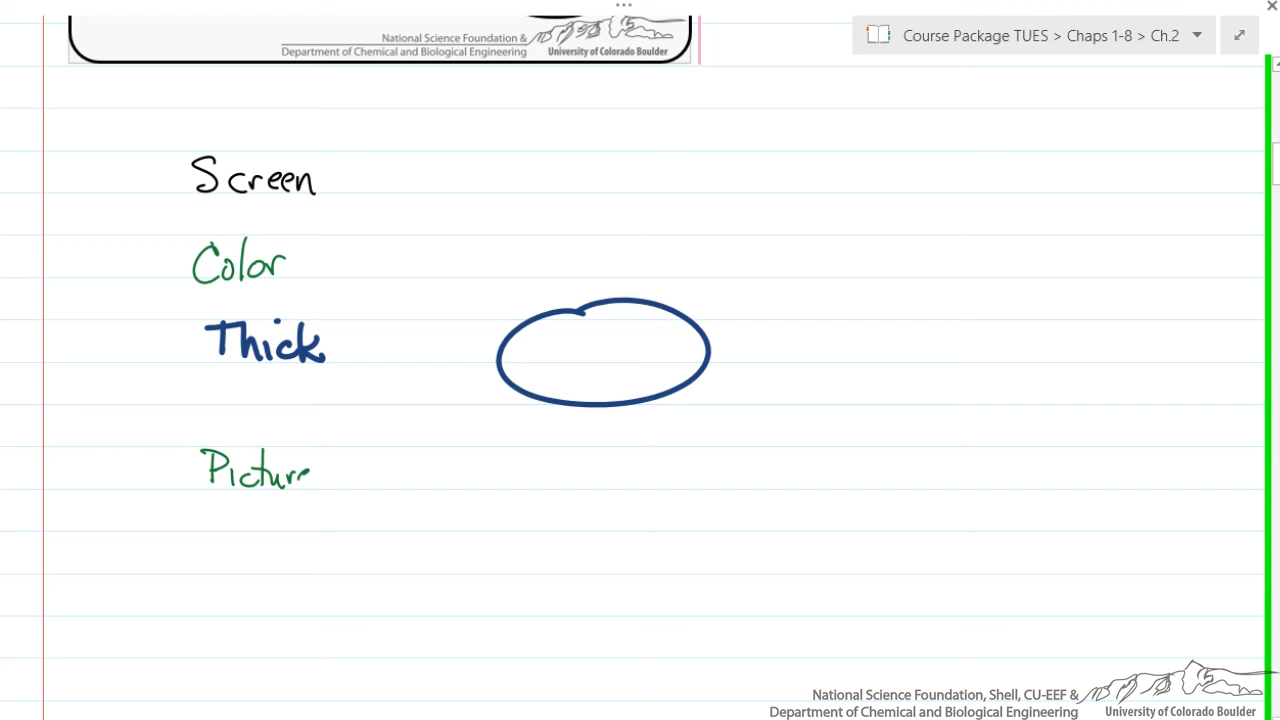 National Science Foundation &
Department of Chemical and Biological Engineering
University of Colorado Boulder
Course Package TUES > Chaps 1-8 > Ch.2
Screen
Color
Thick
Picture
National Science Foundation, Shell, CU-EEF &
Department of Chemical and Biological Engineering
University of Colorado Boulder